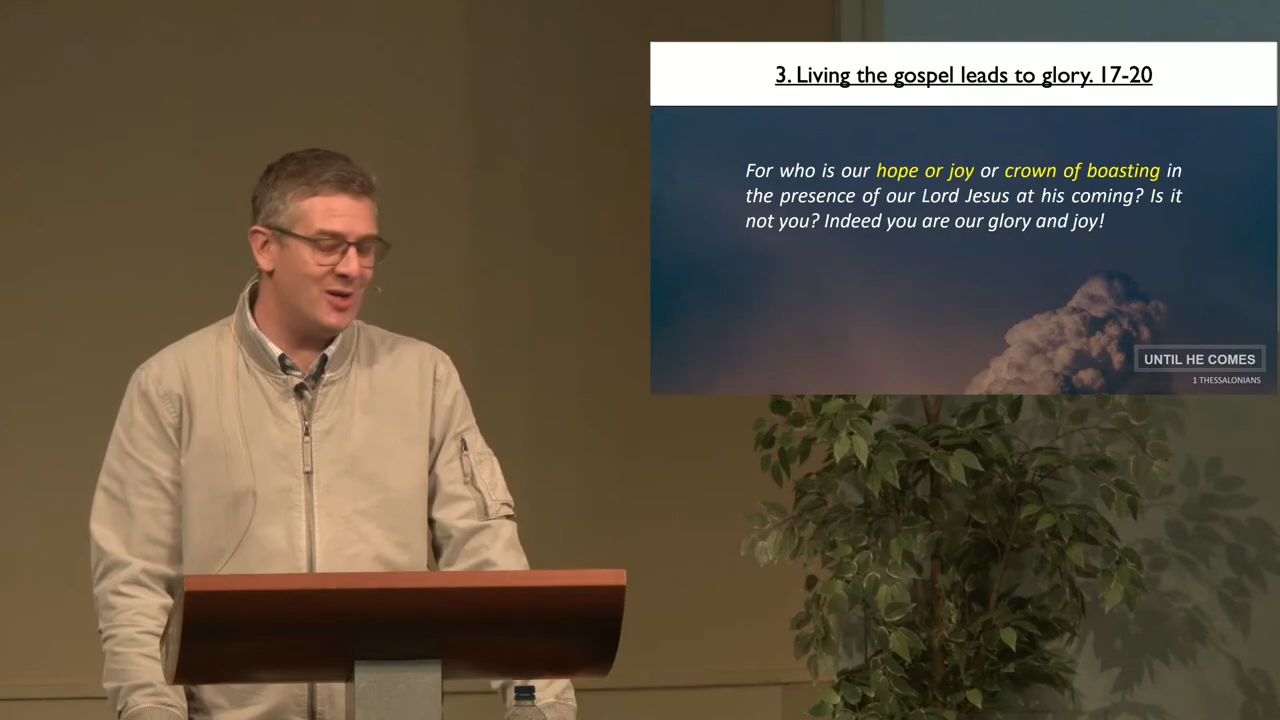 3. Living the gospel leads to glory. 17-20
For who is our hope or joy or crown of boasting in
the presence of our Lord Jesus at his coming? Is it
not you? Indeed you are our glory and joy!
UNTIL HE COMES
1 THESSALONIANS